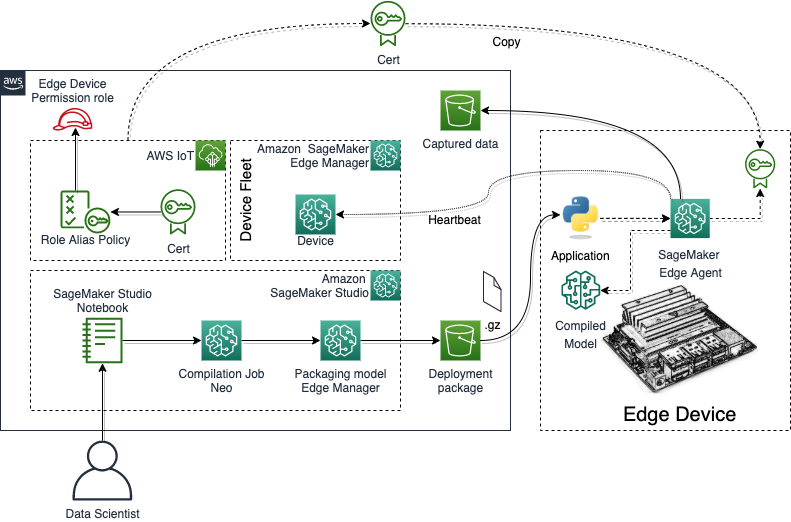 Cert
Copy
aws
Edge Device
Permission role
AWS IoT
Amazon SageMaker
Edge Manager
Captured data
Device Fleet
Role Alias Policy
Cert
Device
Heartbeat
Application
SageMaker
Edge Agent
Amazon
SageMaker Studio
SageMaker Studio
Notebook
.gz
Compiled
Model
Compilation Job
Neo
Packaging model
Edge Manager
Deployment
package
Edge Device
Data Scientist